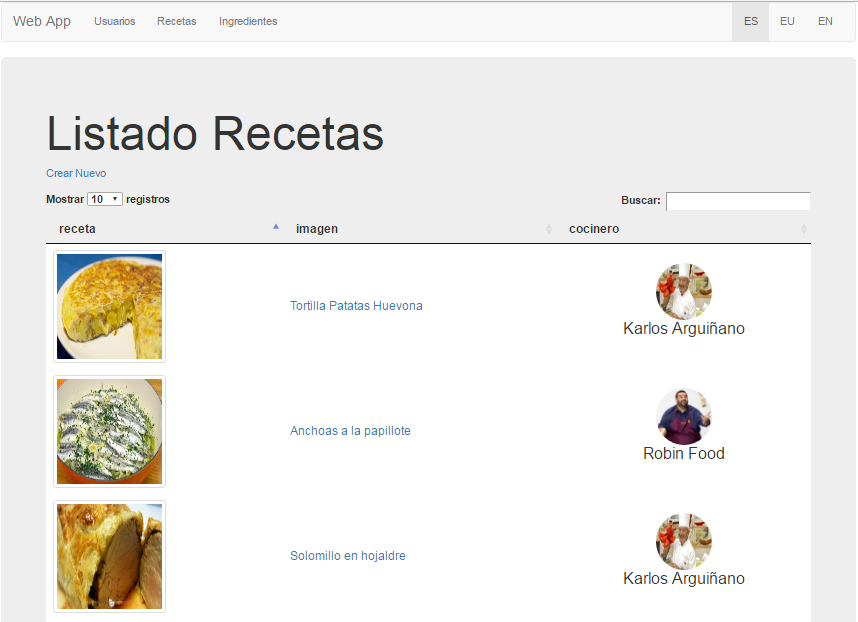 Web App Usuarios Recetas Ingredientes ES EU EN
Listado Recetas
Crear Nuevo
Mostrar 10 registros Buscar:
receta imagen cocinero
Tortilla Patatas Huevona
Karlos Arguiñano
Anchoas a la papillote
Robin Food
Solomillo en hojaldre
Karlos Arguiñano